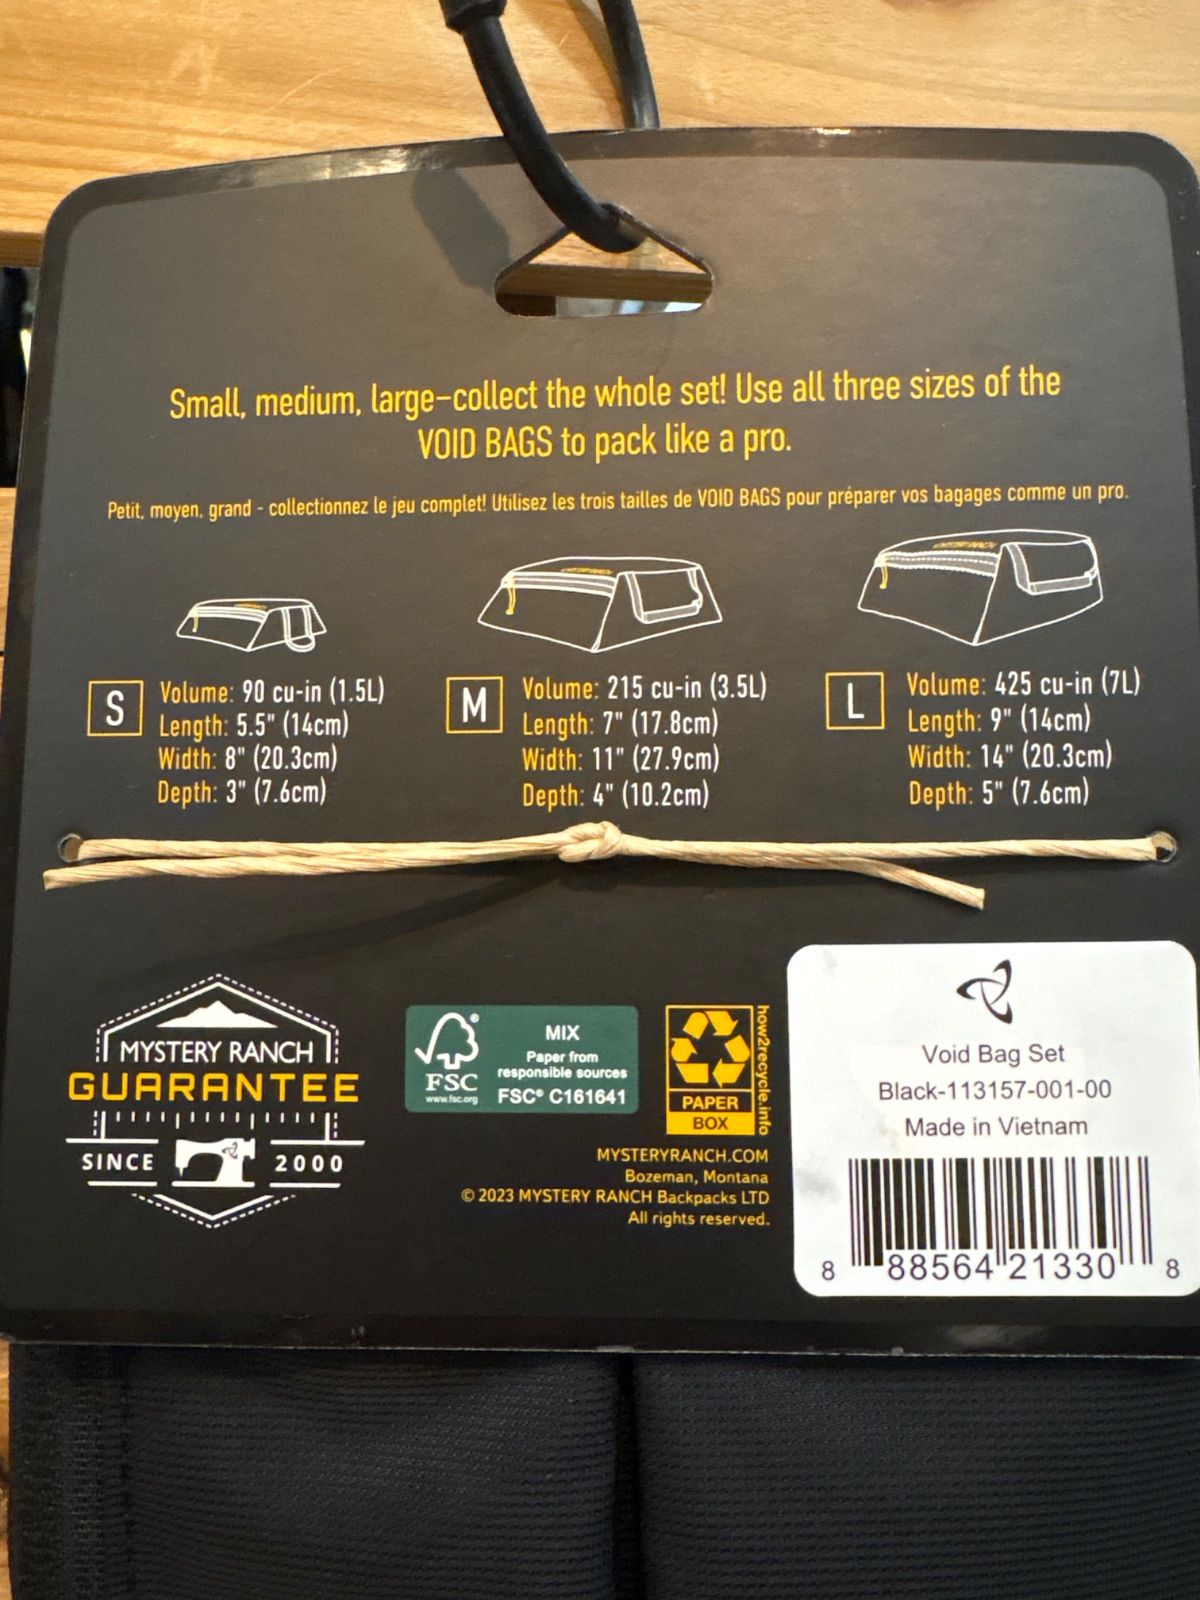 Small, medium, large–collect the whole set! Use all three sizes of the
VOID BAGS to pack like a pro.
Petit, moyen, grand - collectionnez le jeu complet! Utilisez les trois tailles de VOID BAGS pour préparer vos bagages comme un pro.
MYSTERY RANCH
MYSTERY RANCH
MYSTERY RANCH
S
Volume: 90 cu-in (1.5L)
Length: 5.5" (14cm)
Width: 8" (20.3cm)
Depth: 3" (7.6cm)
M
Volume: 215 cu-in (3.5L)
Length: 7" (17.8cm)
Width: 11" (27.9cm)
Depth: 4" (10.2cm)
L
Volume: 425 cu-in (7L)
Length: 9" (14cm)
Width: 14" (20.3cm)
Depth: 5" (7.6cm)
MYSTERY RANCH
GUARANTEE
SINCE 2000
FSC
www.fsc.org
MIX
Paper from
responsible sources
FSC® C161641
PAPER
BOX
how2recycle.info
MYSTERYRANCH.COM
Bozeman, Montana
© 2023 MYSTERY RANCH Backpacks LTD
All rights reserved.
Void Bag Set
Black-113157-001-00
Made in Vietnam
8 88564 21330 8